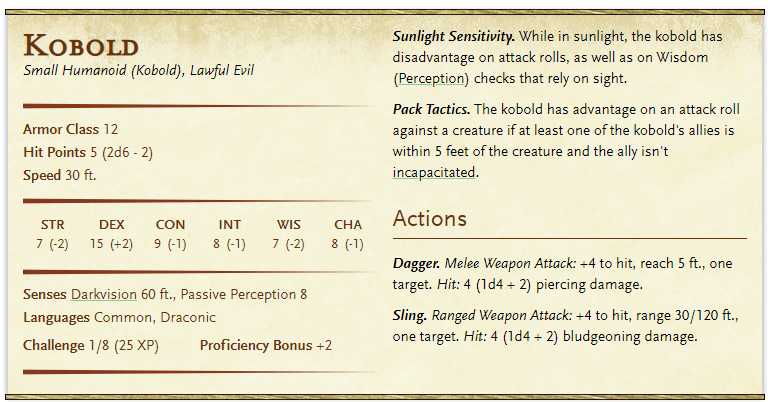 Kobold
Small Humanoid (Kobold), Lawful Evil
Armor Class 12
Hit Points 5 (2d6 - 2)
Speed 30 ft.
STR DEX CON INT WIS CHA
7 (-2) 15 (+2) 9 (-1) 8 (-1) 7 (-2) 8 (-1)
Senses Darkvision 60 ft., Passive Perception 8
Languages Common, Draconic
Challenge 1/8 (25 XP) Proficiency Bonus +2
Sunlight Sensitivity. While in sunlight, the kobold has
disadvantage on attack rolls, as well as on Wisdom
(Perception) checks that rely on sight.
Pack Tactics. The kobold has advantage on an attack roll
against a creature if at least one of the kobold's allies is
within 5 feet of the creature and the ally isn't
incapacitated.
Actions
Dagger. Melee Weapon Attack: +4 to hit, reach 5 ft., one
target. Hit: 4 (1d4 + 2) piercing damage.
Sling. Ranged Weapon Attack: +4 to hit, range 30/120 ft.,
one target. Hit: 4 (1d4 + 2) bludgeoning damage.